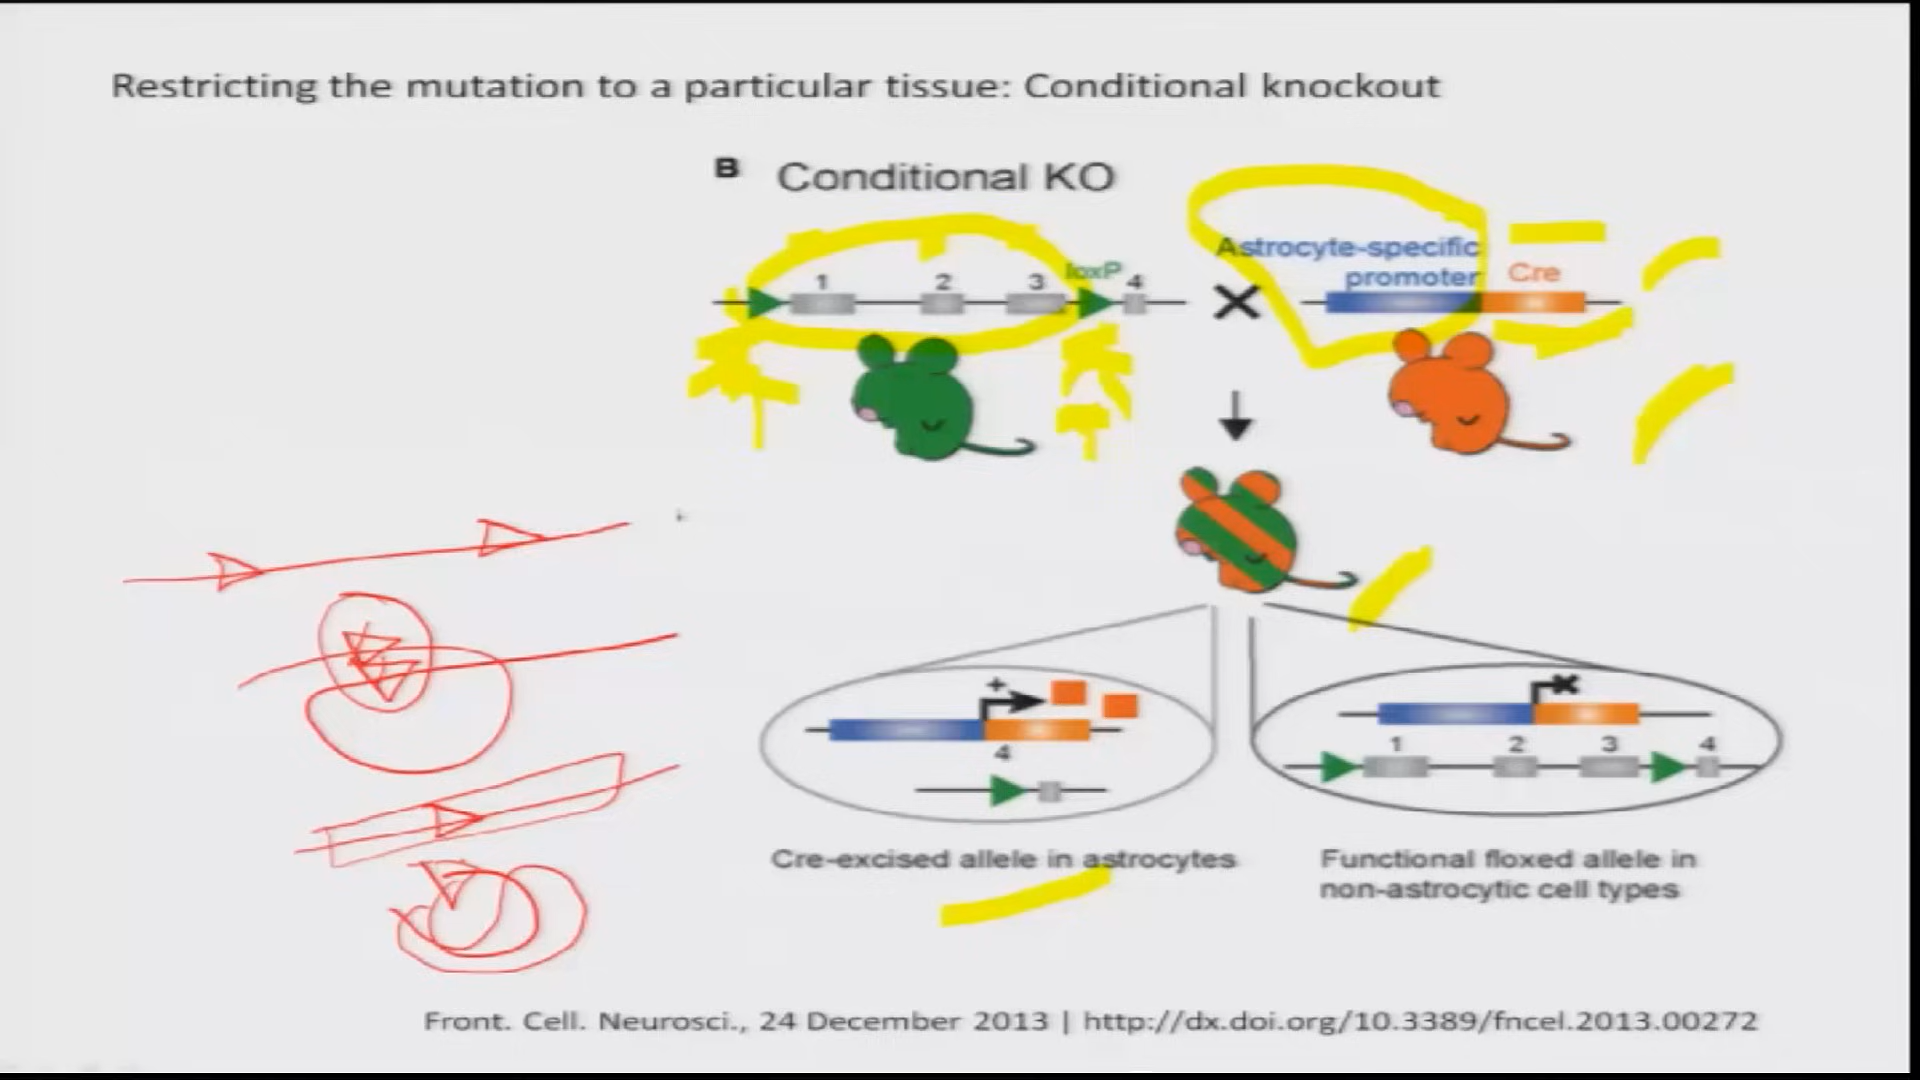 Restricting the mutation to a particular tissue: Conditional knockout
B Conditional KO
Astrocyte-specific
promoter
Cre
loxP
1 2 3 4
+
4
1 2 3 4
Cre-excised allele in astrocytes
Functional floxed allele in
non-astrocytic cell types
Front. Cell. Neurosci., 24 December 2013 | http://dx.doi.org/10.3389/fncel.2013.00272